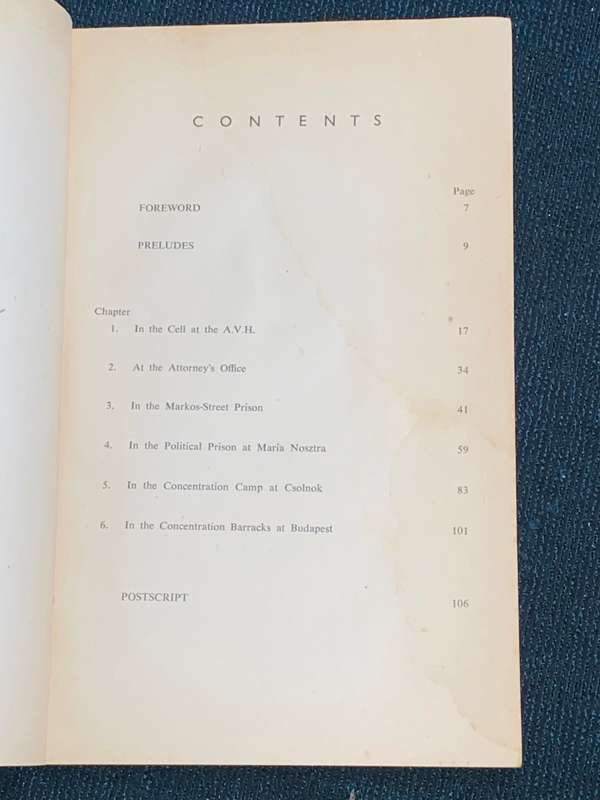 CONTENTS
Page
FOREWORD 7
PRELUDES 9
Chapter
1. In the Cell at the A.V.H. 17
2. At the Attorney's Office 34
3. In the Markos-Street Prison 41
4. In the Political Prison at Maria Nosztra 59
5. In the Concentration Camp at Csolnok 83
6. In the Concentration Barracks at Budapest 101
POSTSCRIPT 106